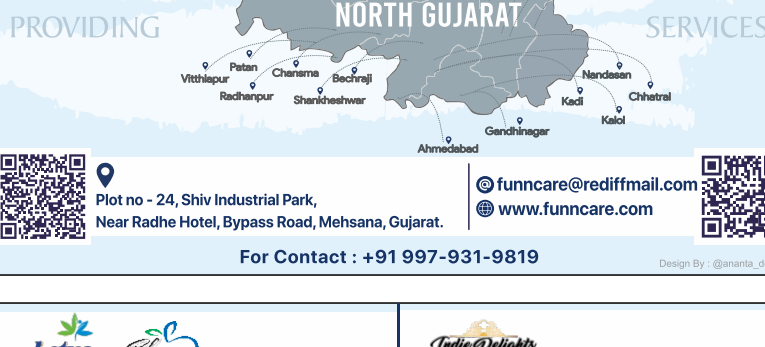 NORTH GUJARAT
PROVIDING
SERVICES
Vitthlapur
Patan
Radhanpur
Chansma
Shankheshwar
Bechraji
Ahmedabad
Gandhinagar
Kadi
Nandasan
Kalol
Chhatral
Plot no - 24, Shiv Industrial Park,
Near Radhe Hotel, Bypass Road, Mehsana, Gujarat.
funncare@rediffmail.com
www.funncare.com
For Contact : +91 997-931-9819
Design By : @ananta_d
Indie Delights